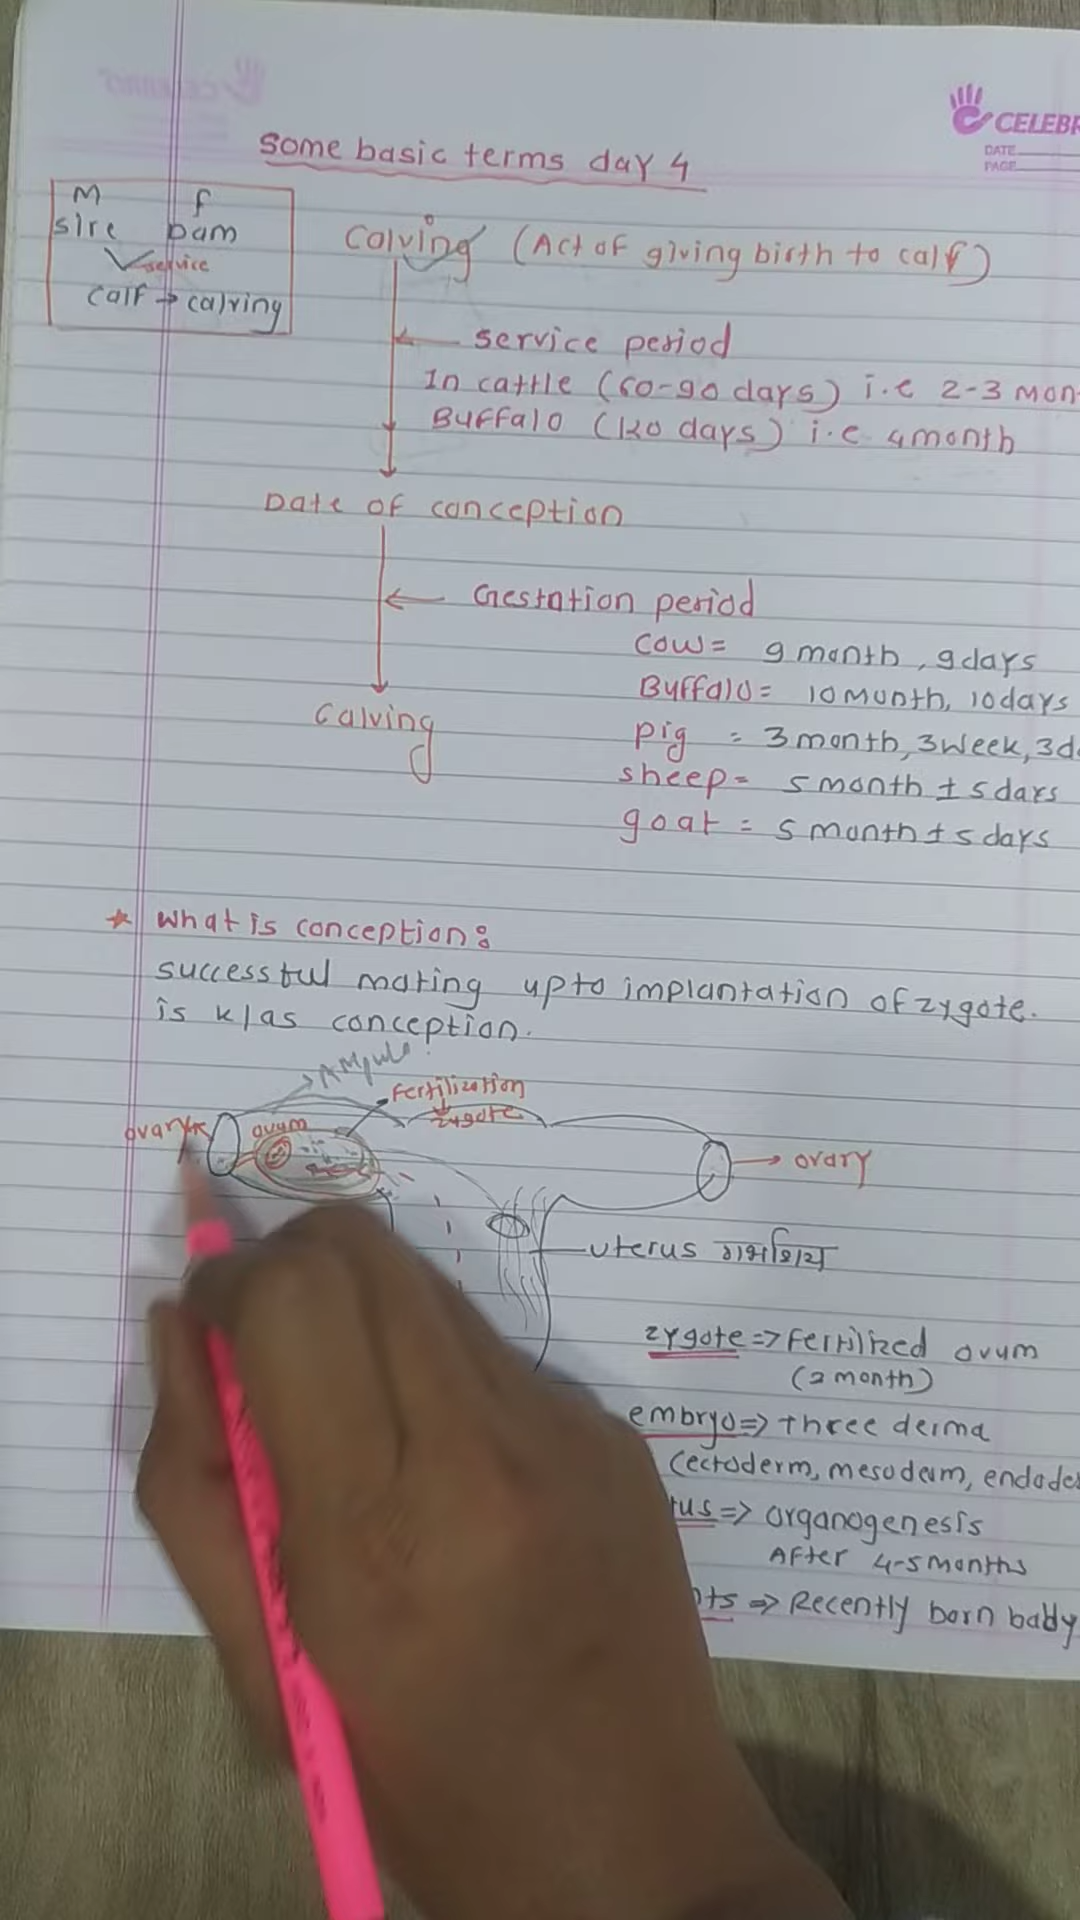 CELEBR
DATE
PAGE
some basic terms day 4
M f
sire Dam
service
calf → calving
calving (Act of giving birth to calf)
← service period
In cattle (60-90 days) i.e 2-3 mon
Buffalo (120 days) i.e 4 month
Date of conception
← Gestation period
cow = 9 month, 9 days
Buffalo = 10 month, 10 days
pig = 3 month, 3 week, 3 d
calving
sheep = 5 month ± 5 days
goat = 5 month ± 5 days
* what is conception:
successful mating upto implantation of zygote.
is k/as conception.
Fertilization
zygote
ovary
ovum
→ ovary
uterus गर्भाशय
zygote => Fertilized ovum
(2 month)
embryo => three derma
(ectoderm, mesoderm, endode
tus => organogenesis
After 4-5 months
nts => Recently born baby